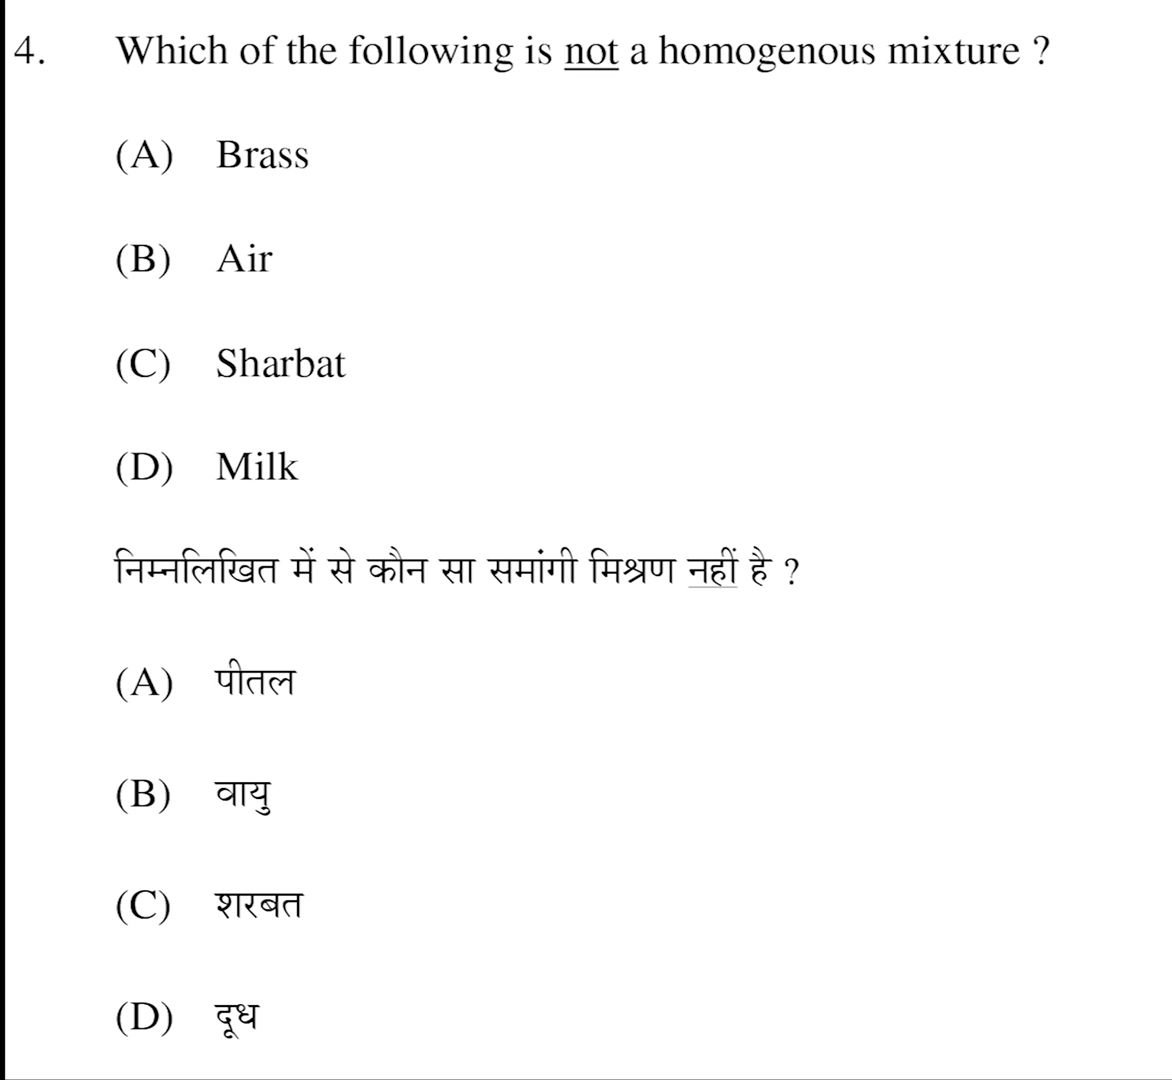 4. Which of the following is not a homogenous mixture ?
(A) Brass
(B) Air
(C) Sharbat
(D) Milk
निम्नलिखित में से कौन सा समांगी मिश्रण नहीं है ?
(A) पीतल
(B) वायु
(C) शरबत
(D) दूध